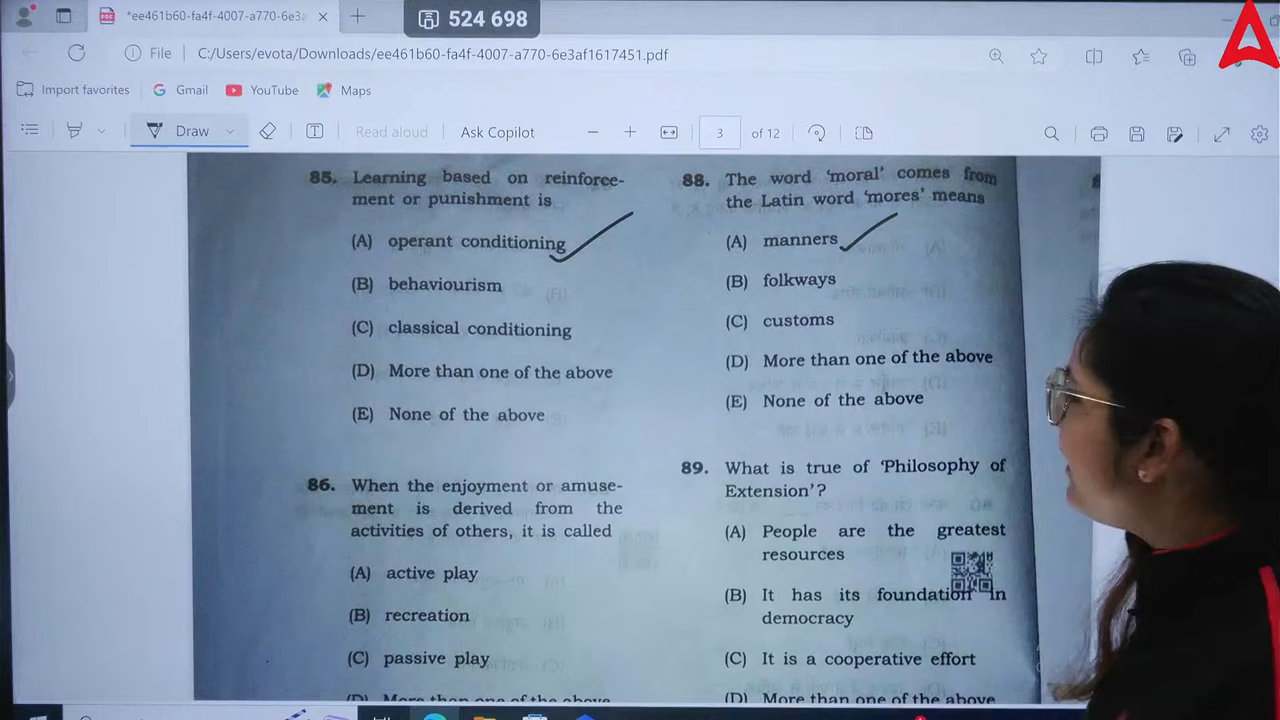 *ee461b60-fa4f-4007-a770-6e3a
524 698
File
C:/Users/evota/Downloads/ee461b60-fa4f-4007-a770-6e3af1617451.pdf
Import favorites
Gmail
YouTube
Maps
Draw
Read aloud
Ask Copilot
3
of 12
85. Learning based on reinforce-
ment or punishment is
(A) operant conditioning
(B) behaviourism
(C) classical conditioning
(D) More than one of the above
(E) None of the above
86. When the enjoyment or amuse-
ment is derived from the
activities of others, it is called
(A) active play
(B) recreation
(C) passive play
(D) More than one of the above
88. The word 'moral' comes from
the Latin word 'mores' means
(A) manners
(B) folkways
(C) customs
(D) More than one of the above
(E) None of the above
89. What is true of 'Philosophy of
Extension'?
(A) People are the greatest
resources
(B) It has its foundation in
democracy
(C) It is a cooperative effort
(D) More than one of the above